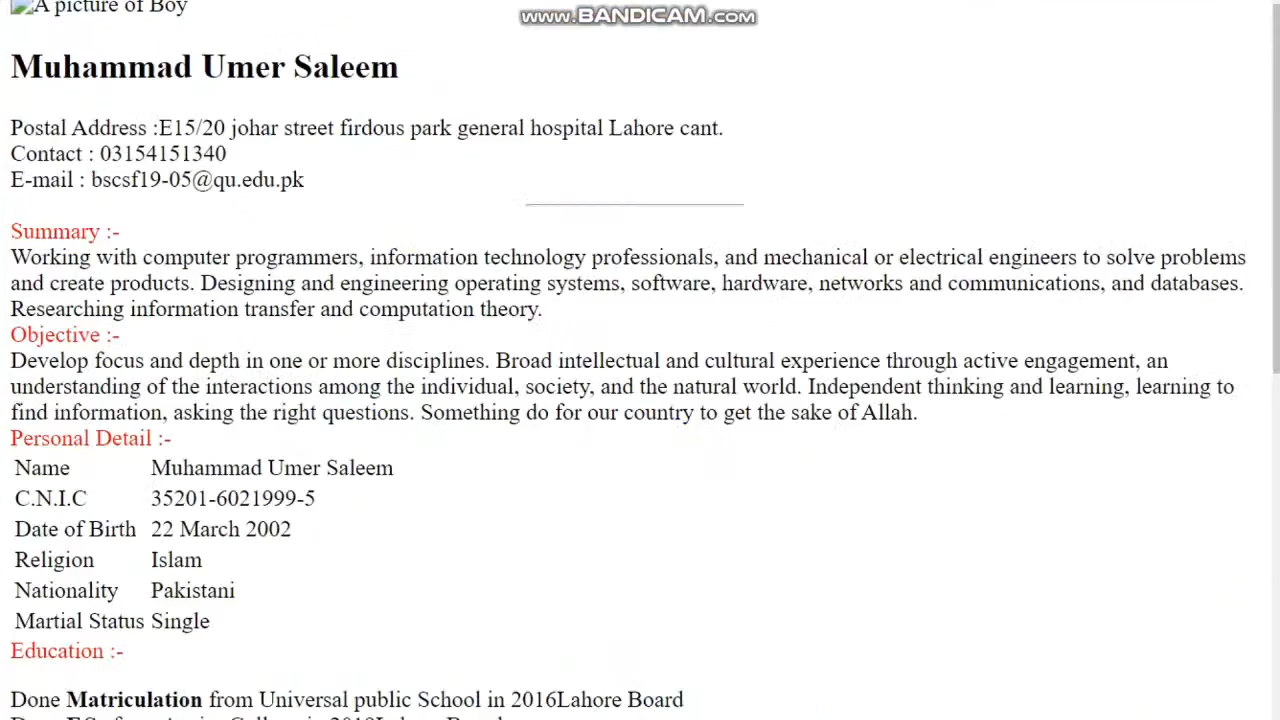 A picture of Boy
www.BANDICAM.com
Muhammad Umer Saleem
Postal Address :E15/20 johar street firdous park general hospital Lahore cant.
Contact : 03154151340
E-mail : bscsf19-05@qu.edu.pk
Summary :-
Working with computer programmers, information technology professionals, and mechanical or electrical engineers to solve problems
and create products. Designing and engineering operating systems, software, hardware, networks and communications, and databases.
Researching information transfer and computation theory.
Objective :-
Develop focus and depth in one or more disciplines. Broad intellectual and cultural experience through active engagement, an
understanding of the interactions among the individual, society, and the natural world. Independent thinking and learning, learning to
find information, asking the right questions. Something do for our country to get the sake of Allah.
Personal Detail :-
Name Muhammad Umer Saleem
C.N.I.C 35201-6021999-5
Date of Birth 22 March 2002
Religion Islam
Nationality Pakistani
Martial Status Single
Education :-
Done Matriculation from Universal public School in 2016Lahore Board